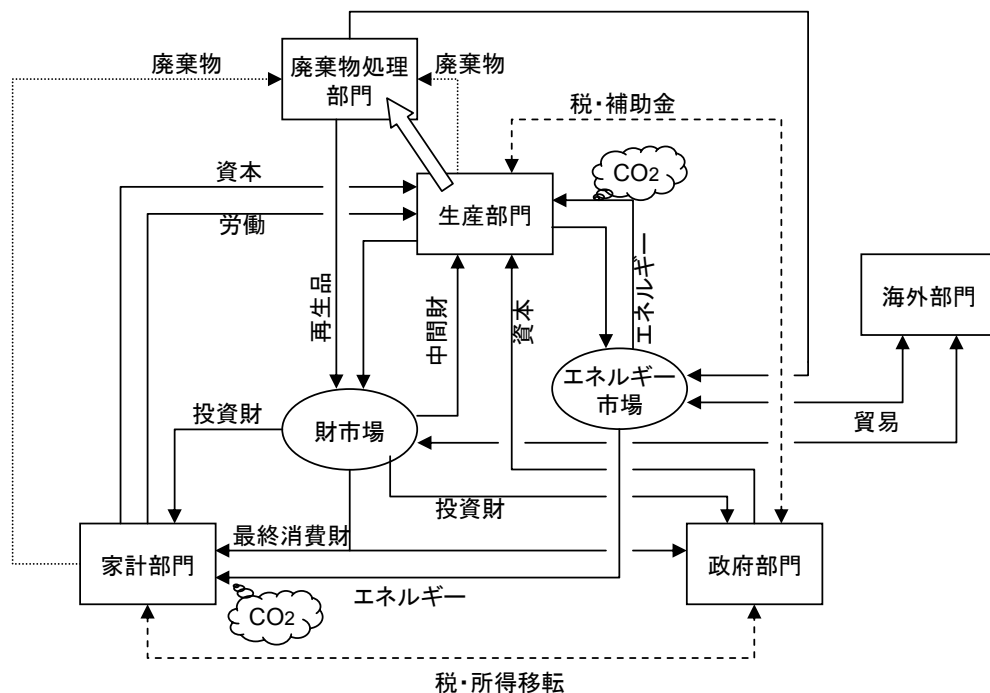 廃棄物
廃棄物処理
部門
廃棄物
税・補助金
資本
CO2
労働
生産部門
エネルギー
再生品
中間財
資本
海外部門
エネルギー
市場
投資財
財市場
貿易
投資財
最終消費財
家計部門
政府部門
エネルギー
CO2
税・所得移転